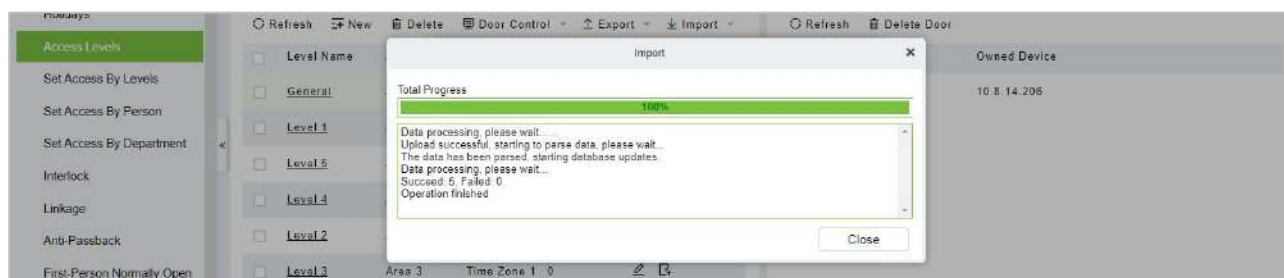 Holidays
Refresh New Delete Door Control Export Import Refresh Delete Door
Access Levels
Import
Level Name
Owned Device
Set Access By Levels
General
Total Progress
10.8.14.206
100%
Set Access By Person
Level 1
Data processing, please wait......
Upload successful, starting to parse data, please wait...
Set Access By Department
The data has been parsed, starting database updates.
Level 5
Data processing, please wait...
Interlock
Succeed: 5, Failed: 0.
Operation finished
Level 4
Linkage
Anti-Passback
Level 2
Close
First-Person Normally Open
Level 3 Area 3 Time Zone 1 0